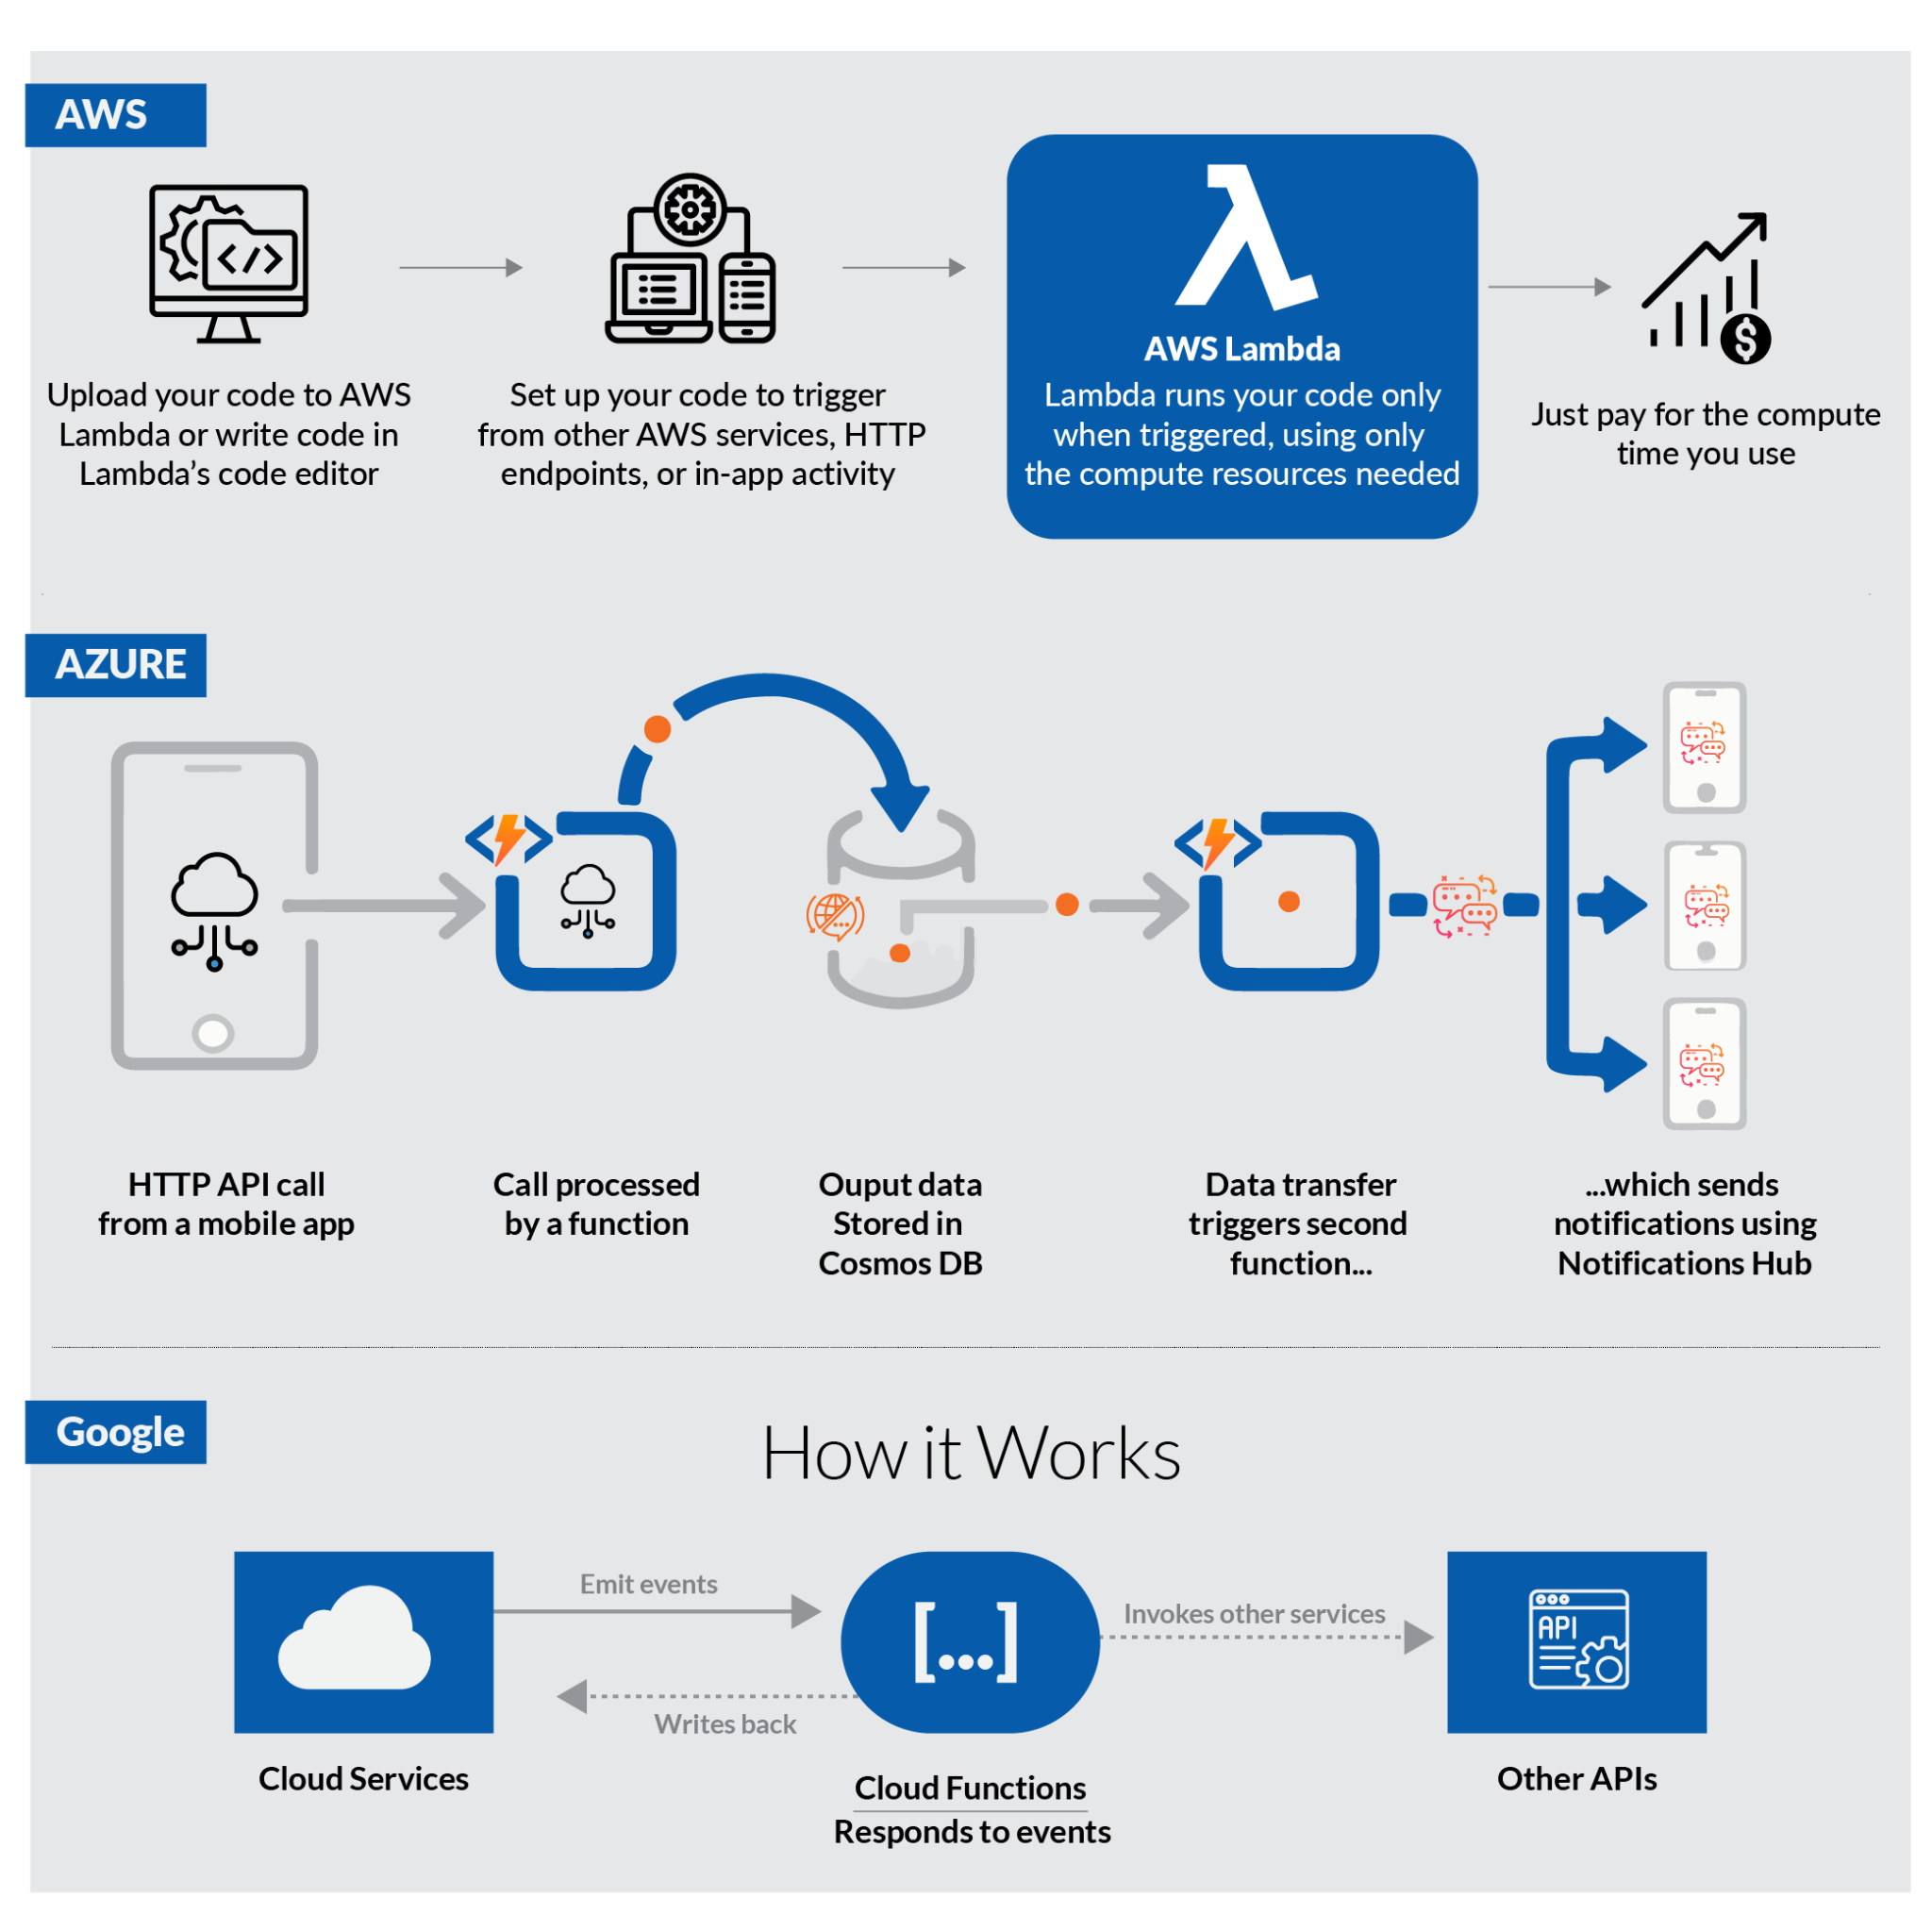 AWS
Upload your code to AWS
Lambda or write code in
Lambda's code editor
Set up your code to trigger
from other AWS services, HTTP
endpoints, or in-app activity
AWS Lambda
Lambda runs your code only
when triggered, using only
the compute resources needed
Just pay for the compute
time you use
AZURE
HTTP API call
from a mobile app
Call processed
by a function
Ouput data
Stored in
Cosmos DB
Data transfer
triggers second
function...
...which sends
notifications using
Notifications Hub
Google
How it Works
Emit events
Writes back
Invokes other services
API
Cloud Services
Cloud Functions
Responds to events
Other APIs